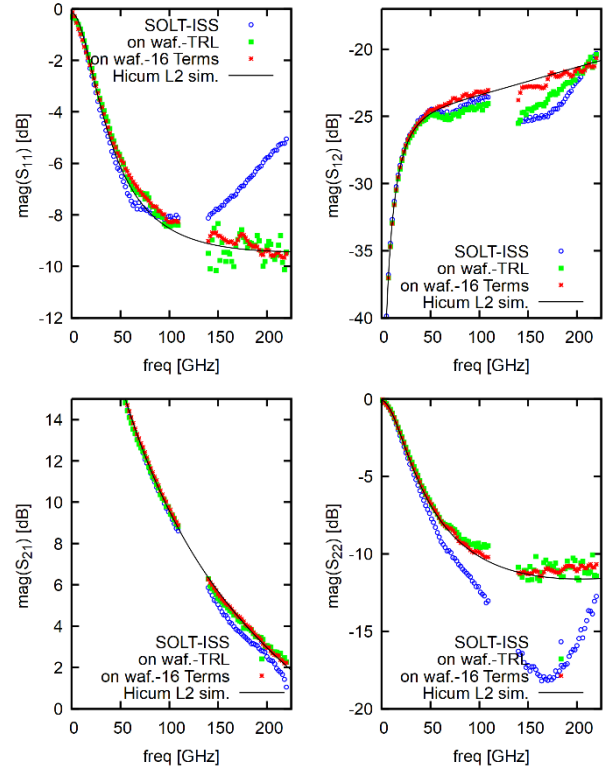 SOLT-ISS
on waf.-TRL
on waf.-16 Terms
Hicum L2 sim.
mag(S11) [dB]
0
-2
-4
-6
-8
-10
-12
0 50 100 150 200
freq [GHz]
mag(S12) [dB]
-20
-25
-30
-35
-40
SOLT-ISS
on waf.-TRL
on waf.-16 Terms
Hicum L2 sim.
0 50 100 150 200
freq [GHz]
mag(S21) [dB]
14
12
10
8
6
4
2
0
SOLT-ISS
on waf.-TRL
on waf.-16 Terms
Hicum L2 sim.
0 50 100 150 200
freq [GHz]
mag(S22) [dB]
0
-5
-10
-15
-20
SOLT-ISS
on waf.-TRL
on waf.-16 Terms
Hicum L2 sim.
0 50 100 150 200
freq [GHz]